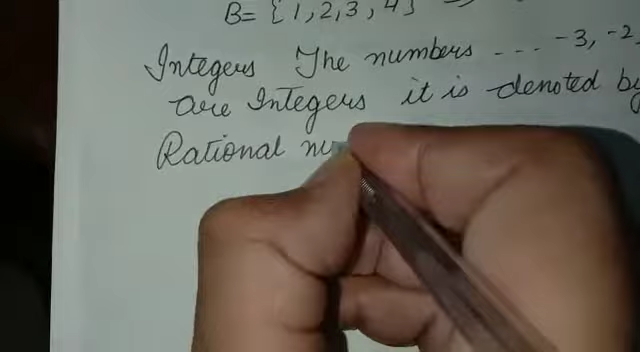 B= {1,2,3,4}
Integers The numbers ... -3, -2,
are Integers it is denoted by
Rational nu